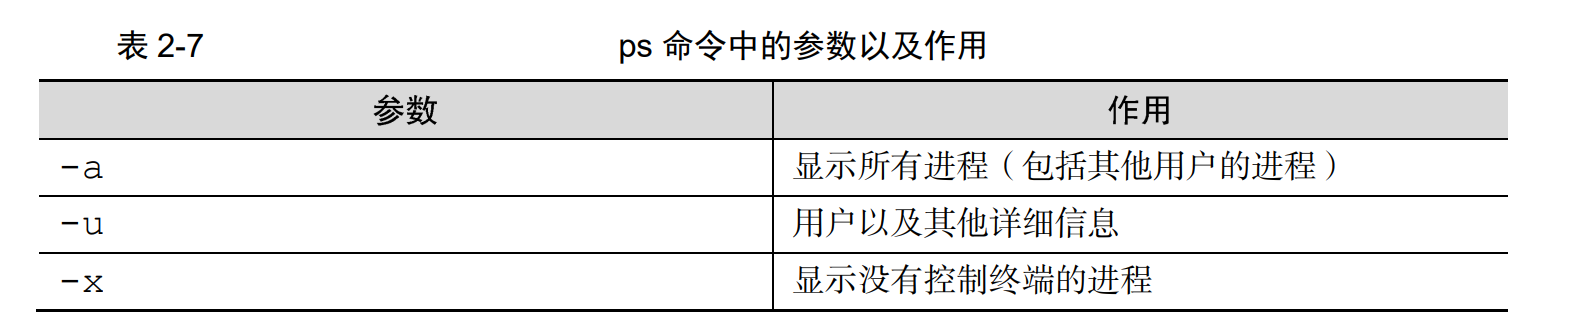 表 2-7 ps 命令中的参数以及作用
参数 作用
-a 显示所有进程（包括其他用户的进程）
-u 用户以及其他详细信息
-x 显示没有控制终端的进程